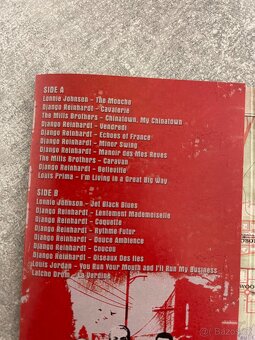 SIDE A
Lonnie Johnson - The Mooche
Django Reinhardt - Cavalerie
The Mills Brothers - Chinatown, My Chinatown
Django Reinhardt - Vendredi
Django Reinhardt - Echoes of France
Django Reinhardt - Minor Swing
Django Reinhardt - Manoir des Mes Reves
The Mills Brothers - Caravan
Django Reinhardt - Belleville
Louis Prima - I'm Living in a Great Big Way
SIDE B
Lonnie Johnson - Jet Black Blues
Django Reinhardt - Lentement Mademoiselle
Django Reinhardt - Coquette
Django Reinhardt - Rythme Futur
Django Reinhardt - Douce Ambience
Django Reinhardt - Coucou
Django Reinhardt - Oiseaux Des Iles
Louis Jordan - You Run Your Mouth and I'll Run My Business
Latcho Drom - La Verdine